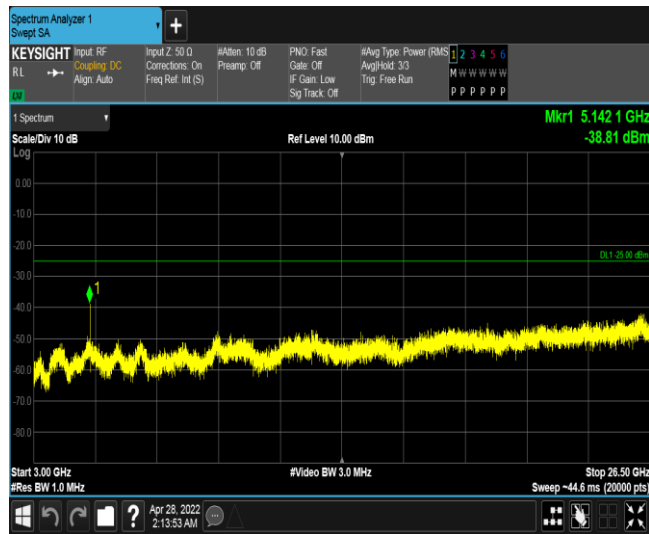 Spectrum Analyzer 1
Swept SA
+
KEYSIGHT
RL
Input: RF
Coupling: DC
Align: Auto
Input Z: 50 Ω
Corrections: On
Freq Ref: Int (S)
#Atten: 10 dB
Preamp: Off
PNO: Fast
Gate: Off
IF Gain: Low
Sig Track: Off
#Avg Type: Power (RMS
Avg|Hold: 3/3
Trig: Free Run
1 2 3 4 5 6
M W W W W W
P P P P P P
1 Spectrum
Scale/Div 10 dB
Ref Level 10.00 dBm
Mkr1 5.142 1 GHz
-38.81 dBm
Log
0.00
-10.0
-20.0
-30.0
-40.0
-50.0
-60.0
-70.0
-80.0
DL1 -25.00 dBm
1
Start 3.00 GHz
#Res BW 1.0 MHz
#Video BW 3.0 MHz
Stop 26.50 GHz
Sweep ~44.6 ms (20000 pts)
?
Apr 28, 2022
2:13:53 AM